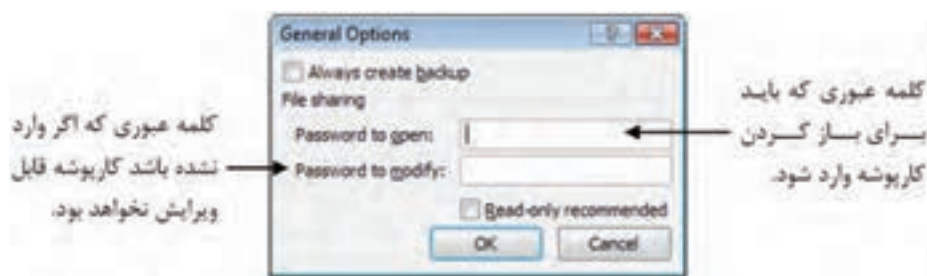 General Options
Always create backup
File sharing
Password to open:
Password to modify:
Read-only recommended
OK
Cancel
کلمه عبوری که باید
برای باز کردن
کارپوشه وارد شود.
کلمه عبوری که اگر وارد
نشده باشد کارپوشه قابل
ویرایش نخواهد بود.